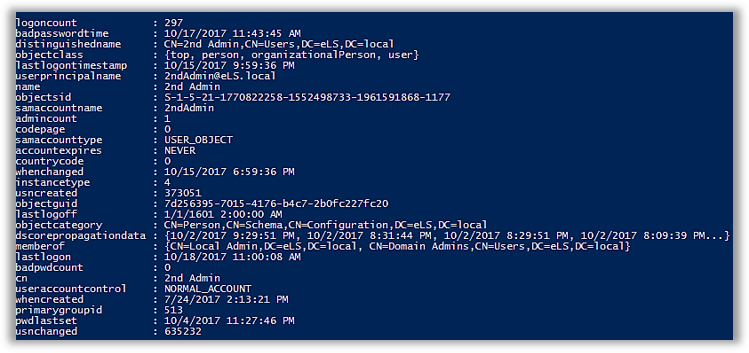 logoncount : 297
badpasswordtime : 10/17/2017 11:43:45 AM
distinguishedname : CN=2nd Admin,CN=Users,DC=eLS,DC=local
objectclass : {top, person, organizationalPerson, user}
lastlogontimestamp : 10/15/2017 9:59:36 PM
userprincipalname : 2ndAdmin@eLS.local
name : 2nd Admin
objectsid : S-1-5-21-1770822258-1552498733-1961591868-1177
samaccountname : 2ndAdmin
admincount : 1
codepage : 0
samaccounttype : USER_OBJECT
accountexpires : NEVER
countrycode : 0
whenchanged : 10/15/2017 6:59:36 PM
instancetype : 4
usncreated : 373051
objectguid : 7d256395-7015-4176-b4c7-2b0fc227fc20
lastlogoff : 1/1/1601 2:00:00 AM
objectcategory : CN=Person,CN=Schema,CN=Configuration,DC=eLS,DC=local
dscorepropagationdata : {10/2/2017 9:29:51 PM, 10/2/2017 8:31:44 PM, 10/2/2017 8:29:51 PM, 10/2/2017 8:09:39 PM...}
memberof : {CN=Local Admin,DC=eLS,DC=local, CN=Domain Admins,CN=Users,DC=eLS,DC=local}
lastlogon : 10/18/2017 11:00:08 AM
badpwdcount : 0
cn : 2nd Admin
useraccountcontrol : NORMAL_ACCOUNT
whencreated : 7/24/2017 2:13:21 PM
primarygroupid : 513
pwdlastset : 10/4/2017 11:27:46 PM
usnchanged : 635232